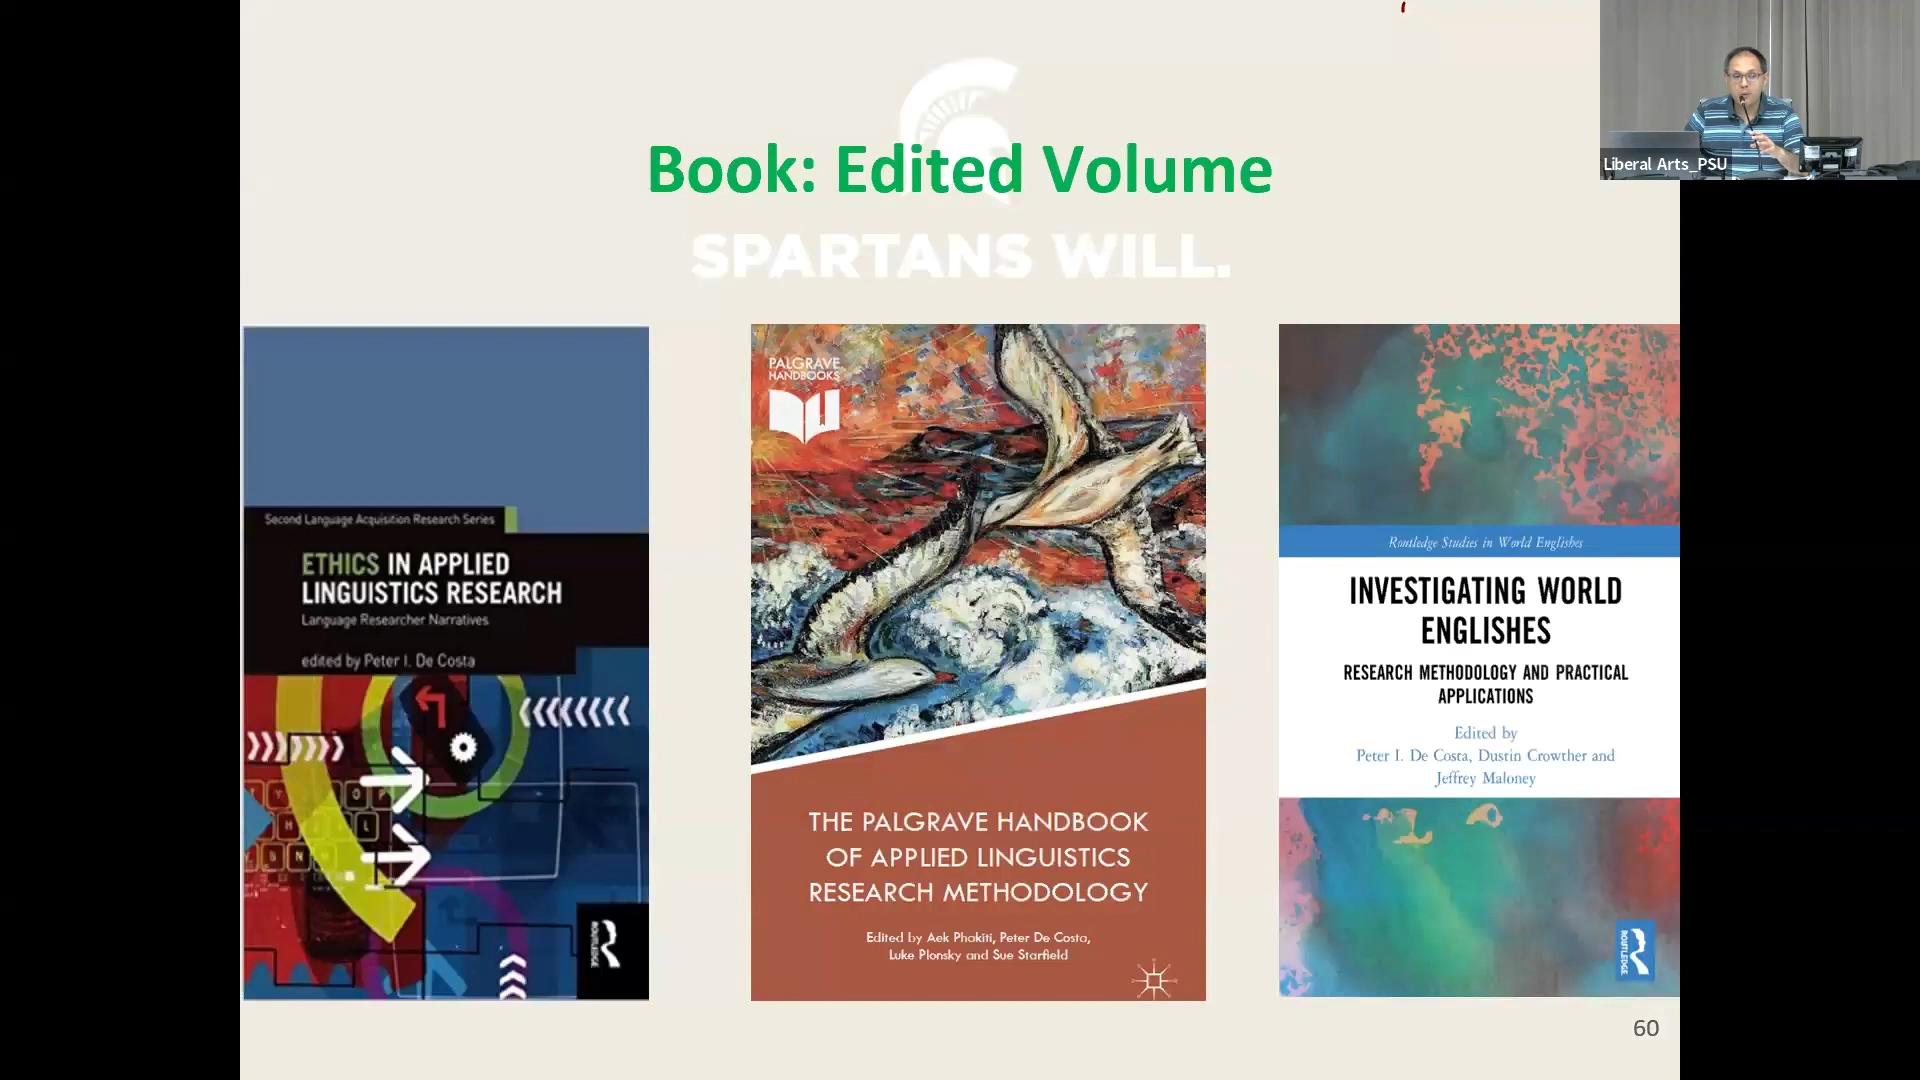 Liberal Arts_PSU
Book: Edited Volume
SPARTANS WILL.
Second Language Acquisition Research Series
ETHICS IN APPLIED
LINGUISTICS RESEARCH
Language Researcher Narratives
edited by Peter I. De Costa
ROUTLEDGE
PALGRAVE
HANDBOOKS
THE PALGRAVE HANDBOOK
OF APPLIED LINGUISTICS
RESEARCH METHODOLOGY
Edited by Aek Phakiti, Peter De Costa,
Luke Plonsky and Sue Starfield
Routledge Studies in World Englishes
INVESTIGATING WORLD
ENGLISHES
RESEARCH METHODOLOGY AND PRACTICAL
APPLICATIONS
Edited by
Peter I. De Costa, Dustin Crowther and
Jeffrey Maloney
ROUTLEDGE
60